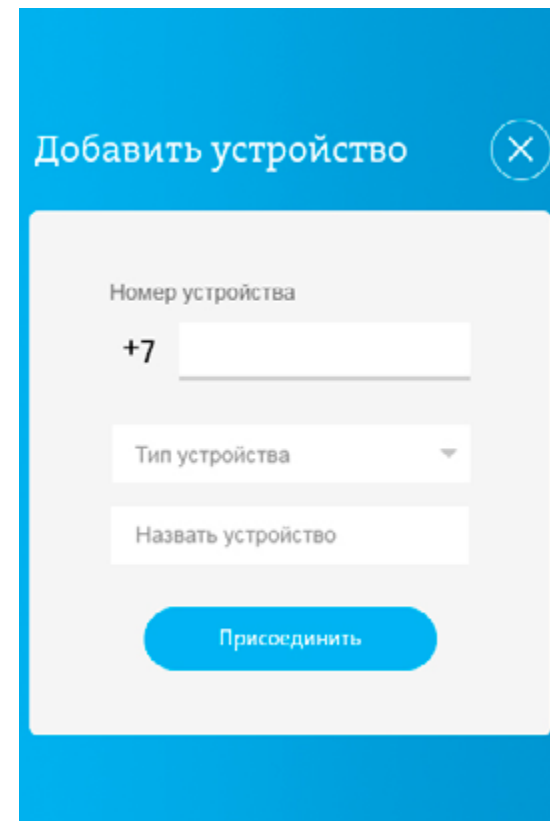 Добавить устройство
Номер устройства
+7
Тип устройства
Назвать устройство
Присоединить